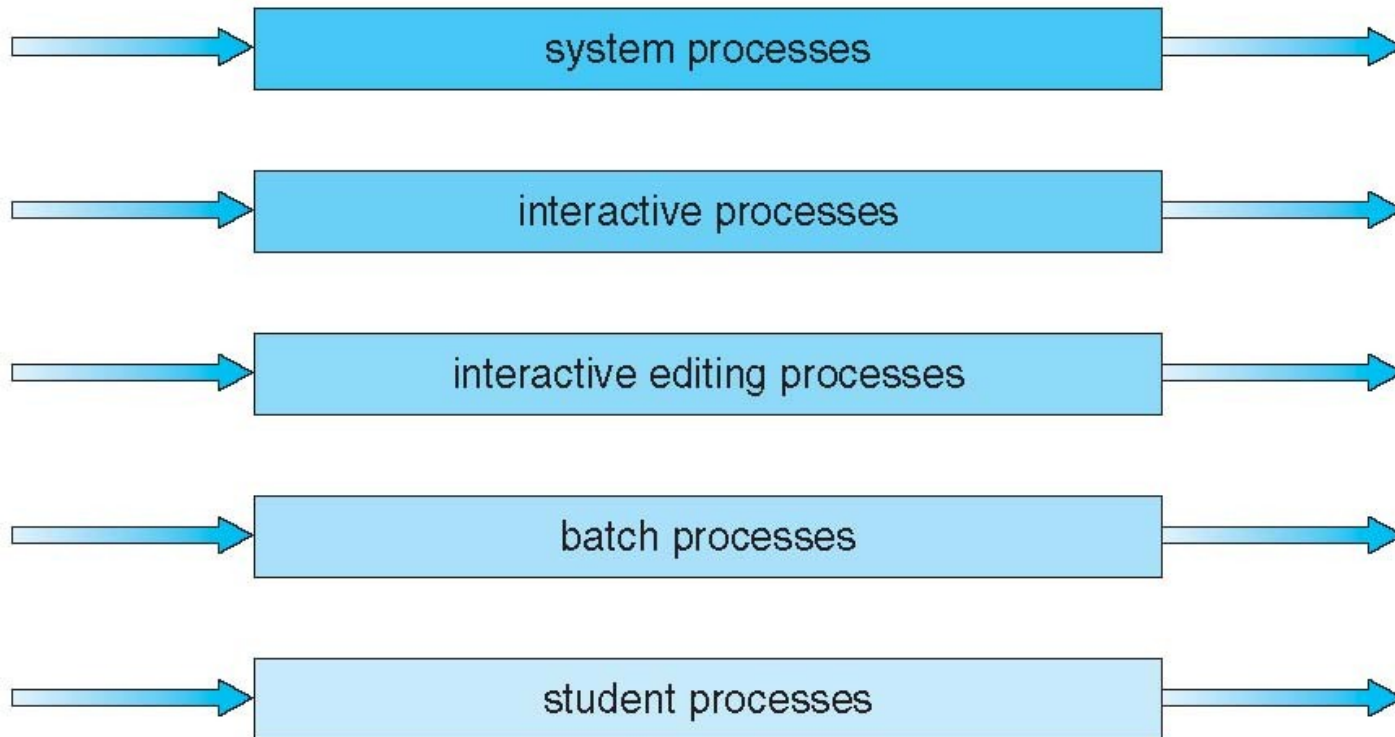 system processes
interactive processes
interactive editing processes
batch processes
student processes